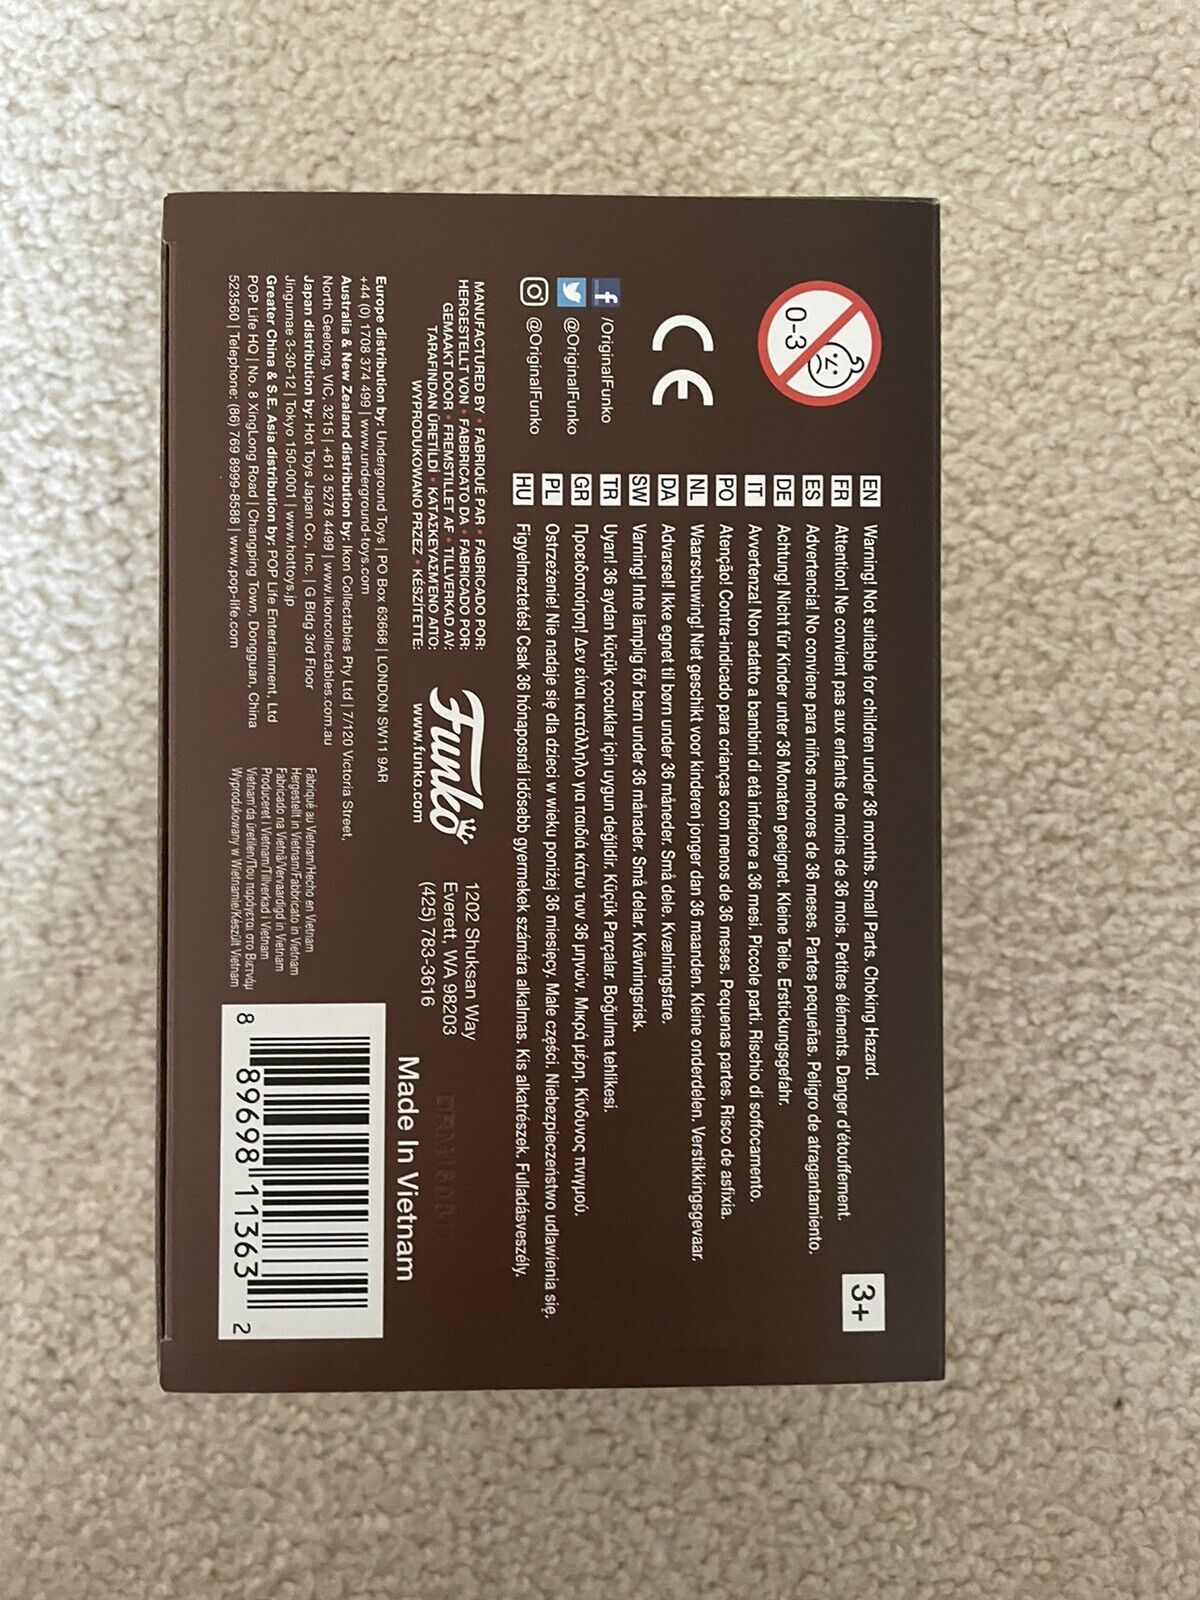 0-3
CE
/OriginalFunko
@OriginalFunko
@OriginalFunko
3+
EN Warning! Not suitable for children under 36 months. Small Parts. Choking Hazard.
FR Attention! Ne convient pas aux enfants de moins de 36 mois. Petites éléments. Danger d'étouffement.
ES Advertencia! No conviene para niños menores de 36 meses. Partes pequeñas. Peligro de atragantamiento.
DE Achtung! Nicht für Kinder unter 36 Monaten geeignet. Kleine Teile. Erstickungsgefahr.
IT Avvertenza! Non adatto a bambini di età inferiore a 36 mesi. Piccole parti. Rischio di soffocamento.
PO Atenção! Contra-indicado para crianças com menos de 36 meses. Pequenas partes. Risco de asfixia.
NL Waarschuwing! Niet geschikt voor kinderen jonger dan 36 maanden. Kleine onderdelen. Verstikkingsgevaar.
DA Advarsel! Ikke egnet til børn under 36 måneder. Små dele. Kvælningsfare.
SW Varning! Inte lämplig för barn under 36 månader. Små delar. Kvävningsrisk.
TR Uyarı! 36 aydan küçük çocuklar için uygun değildir. Küçük Parçalar. Boğulma tehlikesi.
GR Προειδοποίηση! Δεν είναι κατάλληλο για παιδιά κάτω των 36 μηνών. Μικρά μέρη. Κίνδυνος πνιγμού.
PL Ostrzeżenie! Nie nadaje się dla dzieci w wieku poniżej 36 miesięcy. Małe części. Niebezpieczeństwo udławienia się.
HU Figyelmeztetés! Csak 36 hónaposnál idősebb gyermekek számára alkalmas. Kis alkatrészek. Fulladásveszély.
MANUFACTURED BY • FABRIQUÉ PAR • FABRICADO POR:
HERGESTELLT VON • FABBRICATO DA • FABRICADO POR:
GEMAAKT DOOR • FREMSTILLET AF • TILLVERKAD AV:
TARAFINDAN ÜRETİLDİ • ΚΑΤΑΣΚΕΥΑΣΜΈΝΟ ΑΠΌ:
WYPRODUKOWANO PRZEZ • KÉSZÍTETTE:
Funko
www.funko.com
1202 Shuksan Way
Everett, WA 98203
(425) 783-3616
Made In Vietnam
Europe distribution by: Underground Toys | PO Box 63668 | LONDON SW11 9AR
+44 (0) 1708 374 499 | www.underground-toys.com
Australia & New Zealand distribution by: Ikon Collectables Pty Ltd | 7/120 Victoria Street,
North Geelong, VIC, 3215 | +61 3 5278 4499 | www.ikoncollectables.com.au
Japan distribution by: Hot Toys Japan Co., Inc. | G Bldg 3rd Floor
Jingumae 3-30-12 | Tokyo 150-0001 | www.hottoys.jp
Greater China & S.E. Asia distribution by: POP Life Entertainment, Ltd
POP Life HQ | No. 8 XingLong Road | Changping Town, Dongguan, China
523560 | Telephone: (86) 769 8999-8588 | www.pop-life.com
Fabriqué au Vietnam/Hecho en Vietnam
Hergestellt in Vietnam/Fabbricato in Vietnam
Fabricado na Vietnã/Vervaardigd in Vietnam
Produceret i Vietnam/Tillverkad i Vietnam
Vietnam'da üretilen/Που παράγεται στο Βιετνάμ
Wyprodukowany w Wietnamie/Készült Vietnam
8 89698 11363 2